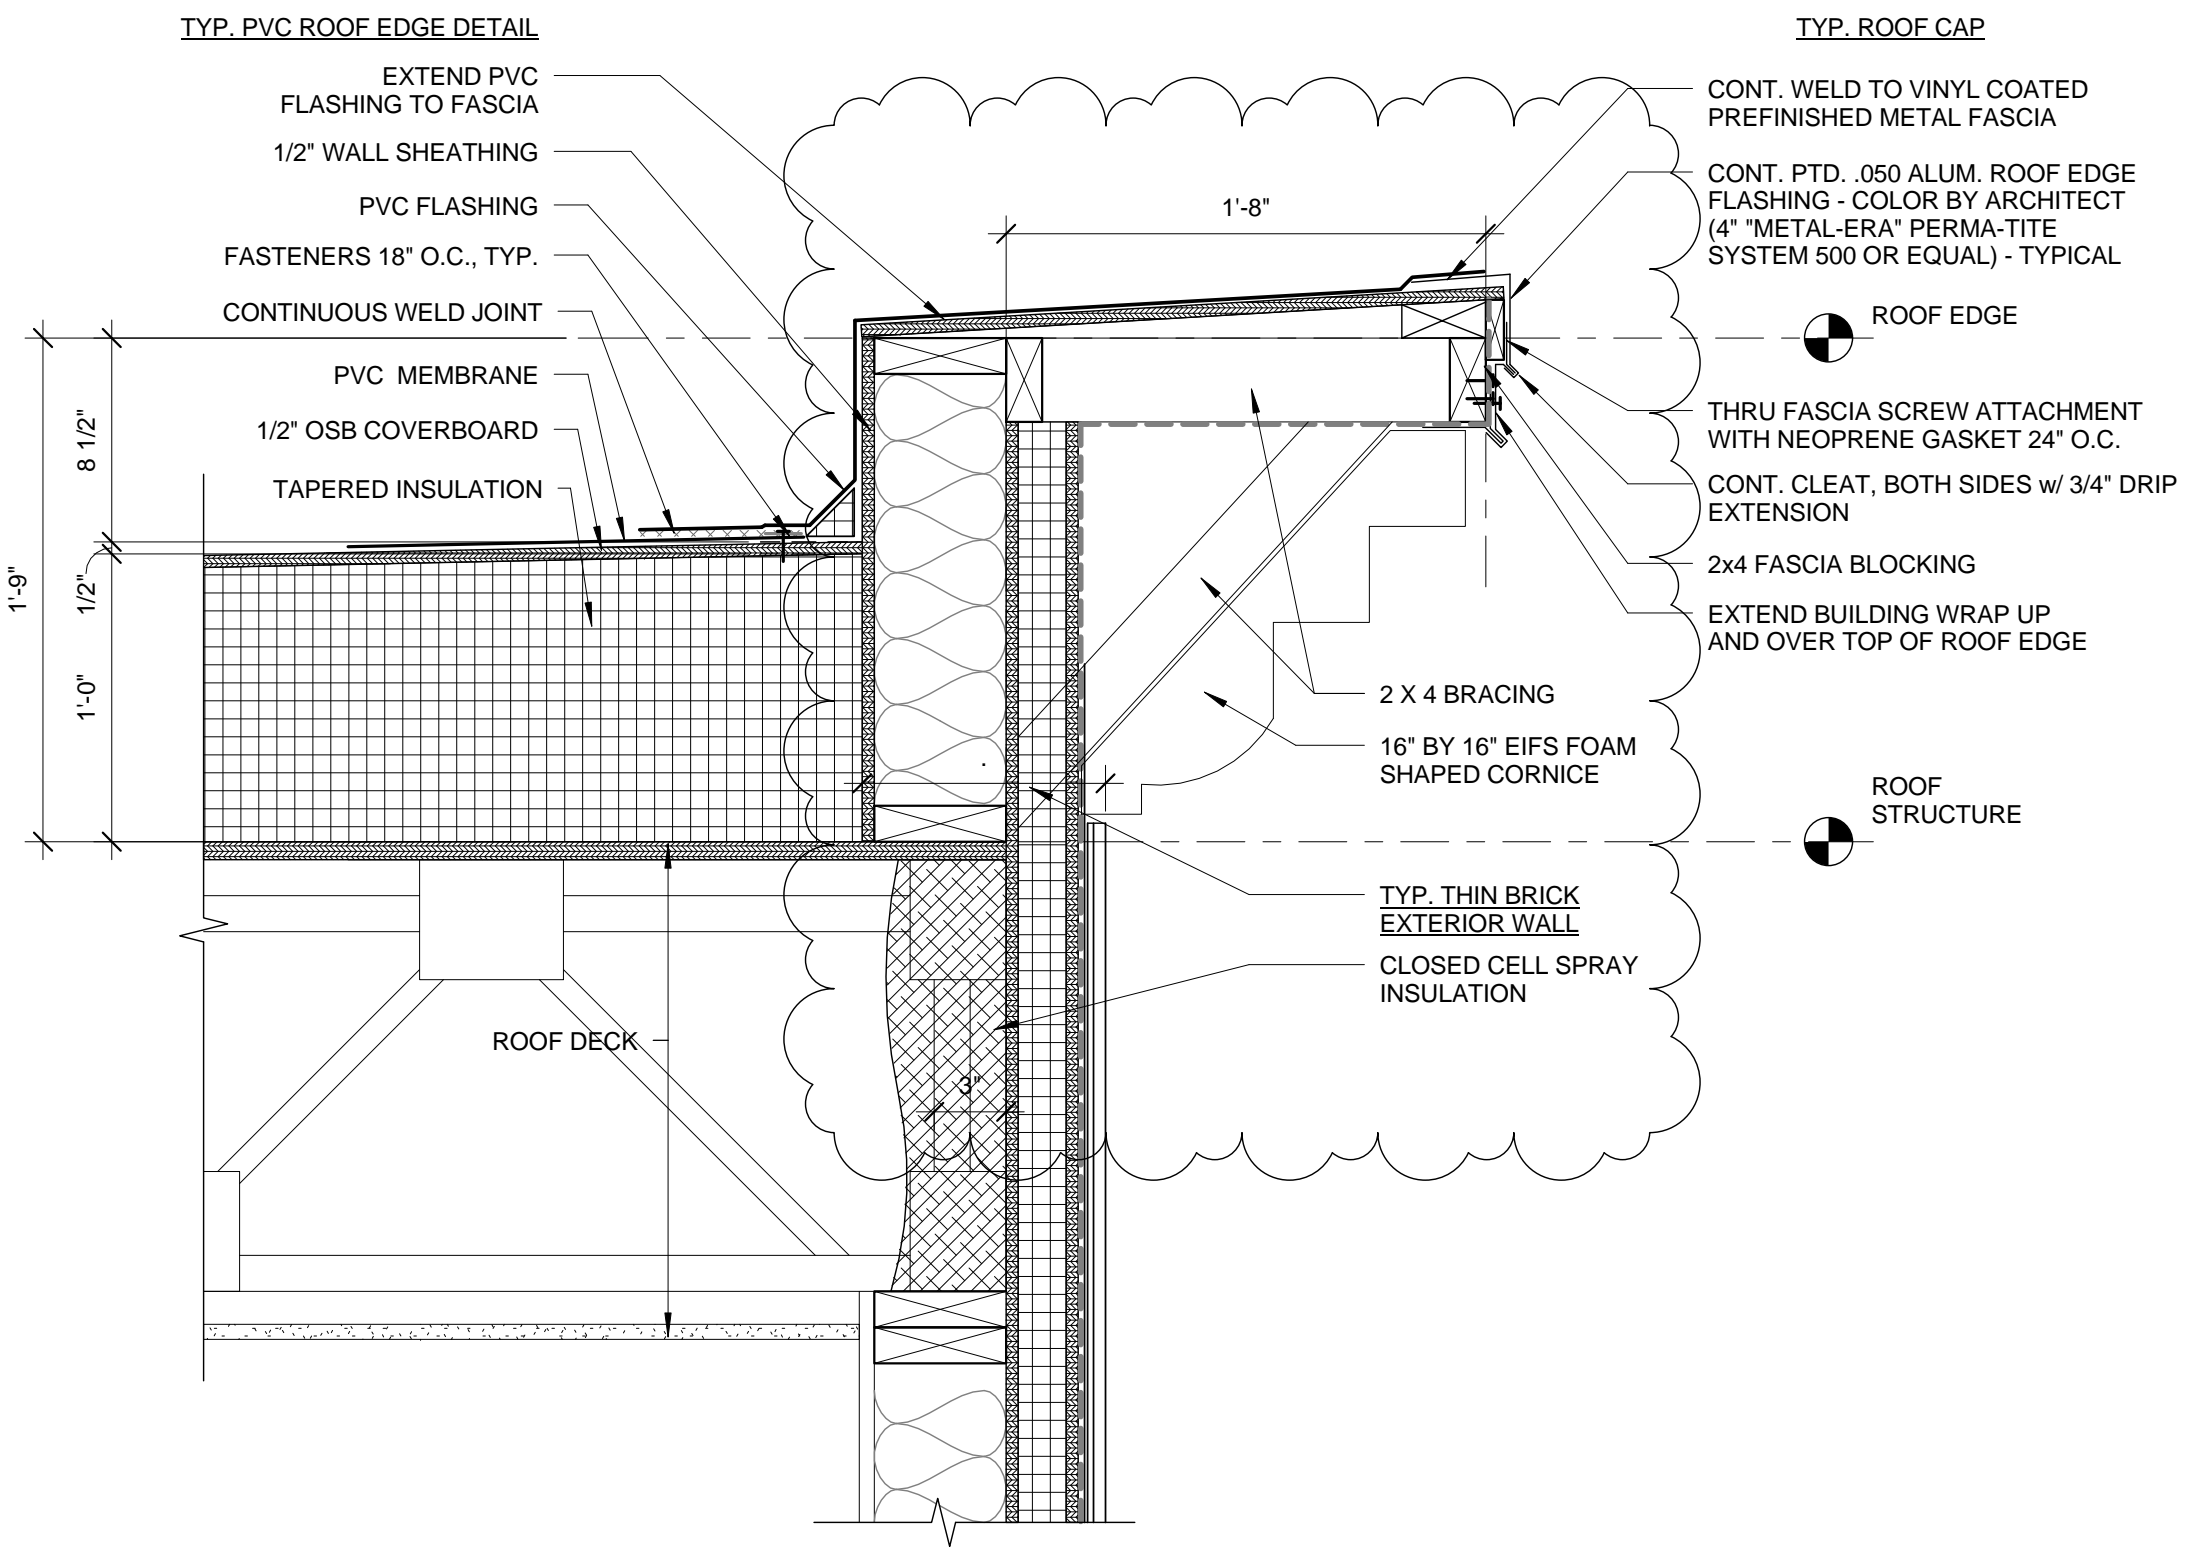 TYP. PVC ROOF EDGE DETAIL
EXTEND PVC
FLASHING TO FASCIA
1/2" WALL SHEATHING
PVC FLASHING
FASTENERS 18" O.C., TYP.
CONTINUOUS WELD JOINT
PVC  MEMBRANE
1/2" OSB COVERBOARD
TAPERED INSULATION
1'-9"
8 1/2"
1/2"
1'-0"
ROOF DECK
3"
1'-8"
TYP. ROOF CAP
CONT. WELD TO VINYL COATED
PREFINISHED METAL FASCIA
CONT. PTD. .050 ALUM. ROOF EDGE
FLASHING - COLOR BY ARCHITECT
(4" "METAL-ERA" PERMA-TITE
SYSTEM 500 OR EQUAL) - TYPICAL
ROOF EDGE
THRU FASCIA SCREW ATTACHMENT
WITH NEOPRENE GASKET 24" O.C.
CONT. CLEAT, BOTH SIDES w/ 3/4" DRIP
EXTENSION
2x4 FASCIA BLOCKING
EXTEND BUILDING WRAP UP
AND OVER TOP OF ROOF EDGE
2 X 4 BRACING
16" BY 16" EIFS FOAM
SHAPED CORNICE
ROOF
STRUCTURE
TYP. THIN BRICK
EXTERIOR WALL
CLOSED CELL SPRAY
INSULATION